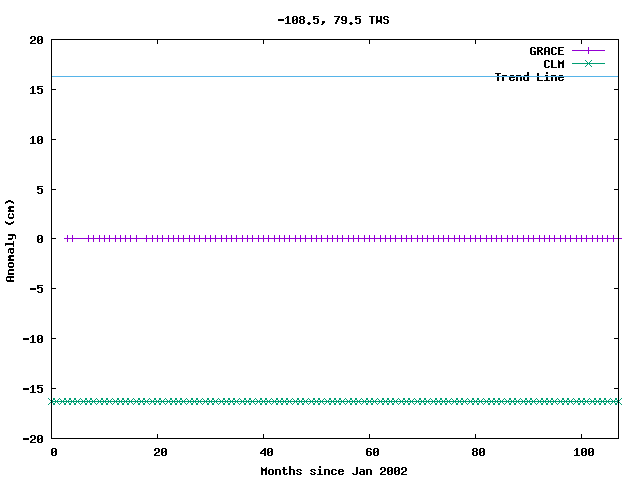 -108.5, 79.5 TWS
20
15
10
5
0
-5
-10
-15
-20
Anomaly (cm)
GRACE
CLM
Trend Line
0 20 40 60 80 100
Months since Jan 2002